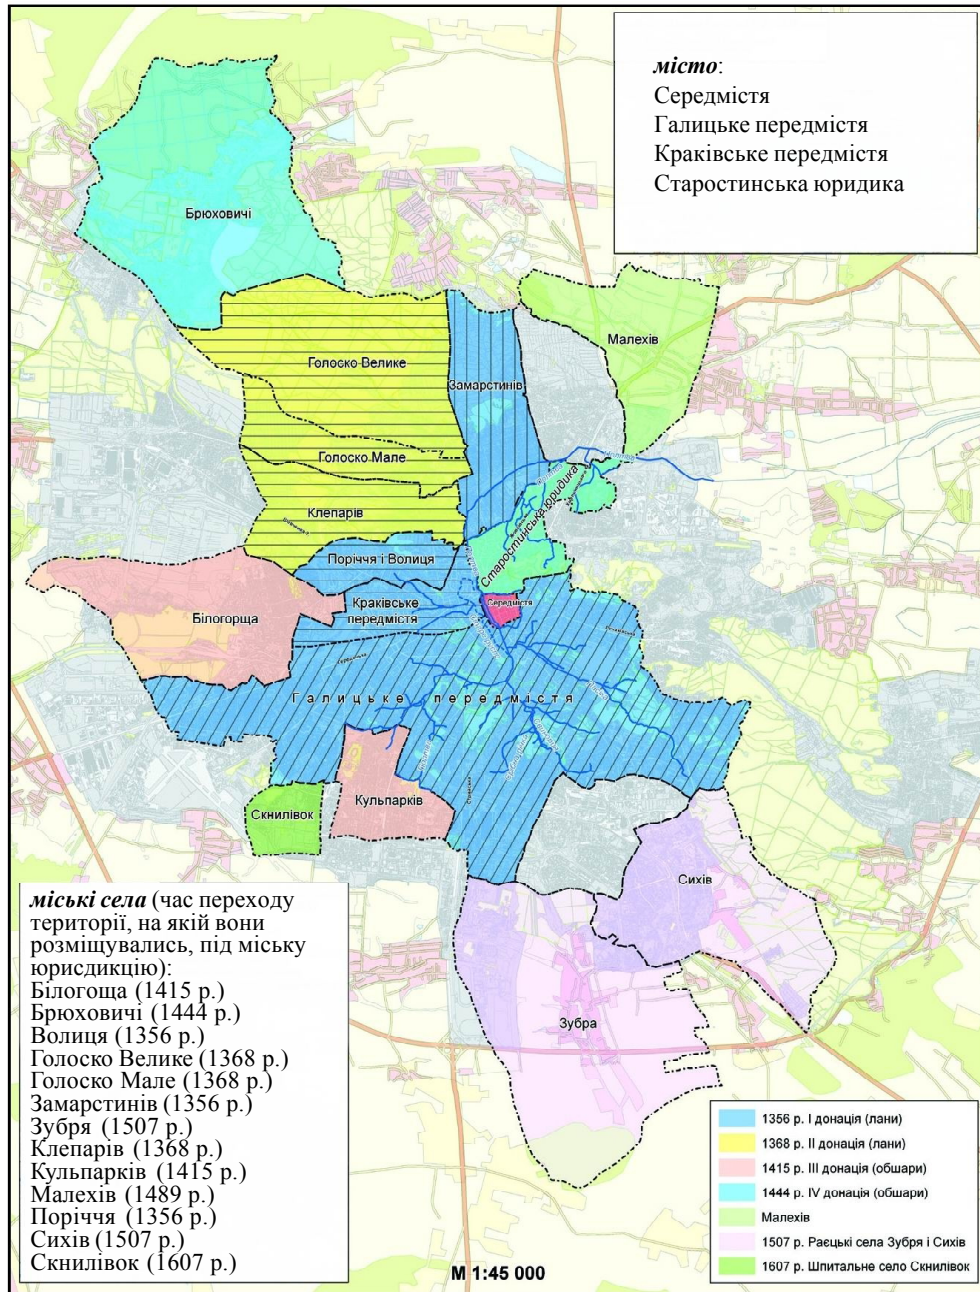 місто:
Середмістя
Галицьке передмістя
Краківське передмістя
Старостинська юридика
Брюховичі
Малехів
Голоско Велике
Замарстинів
Голоско Мале
Клепарів
Старостинська юридика
Поріччя і Волиця
Середмістя
Краківське
передмістя
Білогорща
Галицьке передмістя
Скнилівок
Кульпарків
Сихів
Зубра
міські села (час переходу
території, на якій вони
розміщувались, під міську
юрисдикцію):
Білогоща (1415 р.)
Брюховичі (1444 р.)
Волиця (1356 р.)
Голоско Велике (1368 р.)
Голоско Мале (1368 р.)
Замарстинів (1356 р.)
Зубря (1507 р.)
Клепарів (1368 р.)
Кульпарків (1415 р.)
Малехів (1489 р.)
Поріччя (1356 р.)
Сихів (1507 р.)
Скнилівок (1607 р.)
1356 р. І донація (лани)
1368 р. ІІ донація (лани)
1415 р. ІІІ донація (обшари)
1444 р. IV донація (обшари)
Малехів
1507 р. Раєцькі села Зубря і Сихів
1607 р. Шпитальне село Скнилівок
М 1:45 000